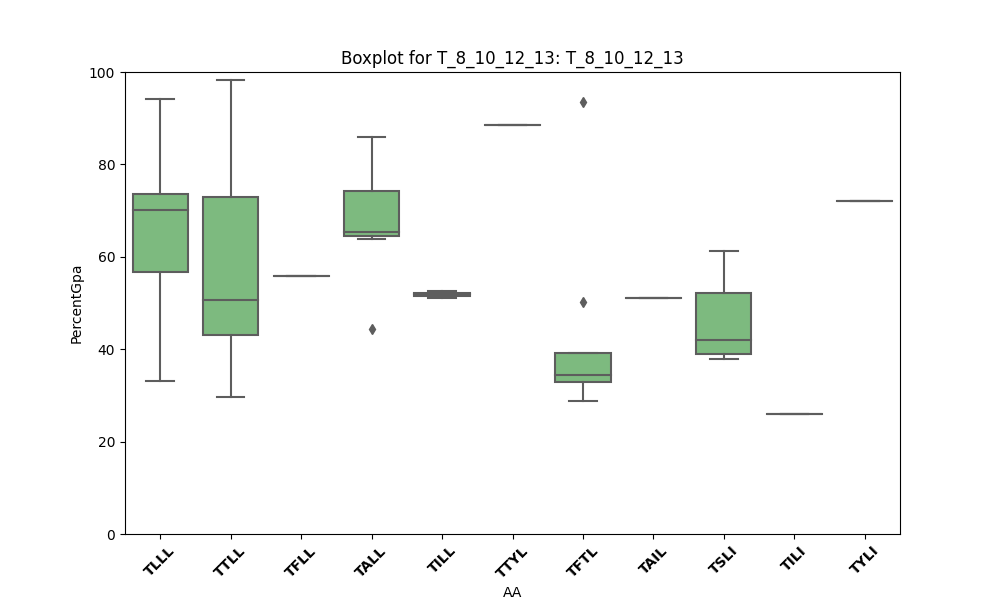 Boxplot for T_8_10_12_13: T_8_10_12_13
100
80
60
40
20
0
PercentGpa
TLLL
TTLL
TFLL
TALL
TILL
TTYL
TFTL
TAIL
TSLI
TILI
TYLI
AA